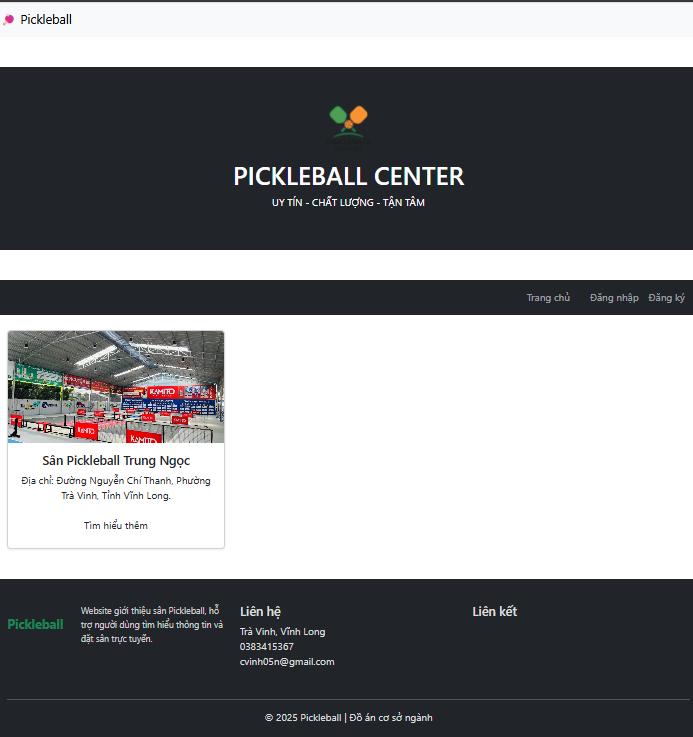 Pickleball
PICKLEBALL CENTER
UY TÍN - CHẤT LƯỢNG - TẬN TÂM
Trang chủ
Đăng nhập
Đăng ký
KAMITO
KAMITO
KAMITO
Sân Pickleball Trung Ngọc
Địa chỉ: Đường Nguyễn Chí Thanh, Phường
Trà Vinh, Tỉnh Vĩnh Long.
Tìm hiểu thêm
Pickleball
Website giới thiệu sân Pickleball, hỗ
trợ người dùng tìm hiểu thông tin và
đặt sân trực tuyến.
Liên hệ
Trà Vinh, Vĩnh Long
0383415367
cvinh05n@gmail.com
Liên kết
© 2025 Pickleball | Đồ án cơ sở ngành